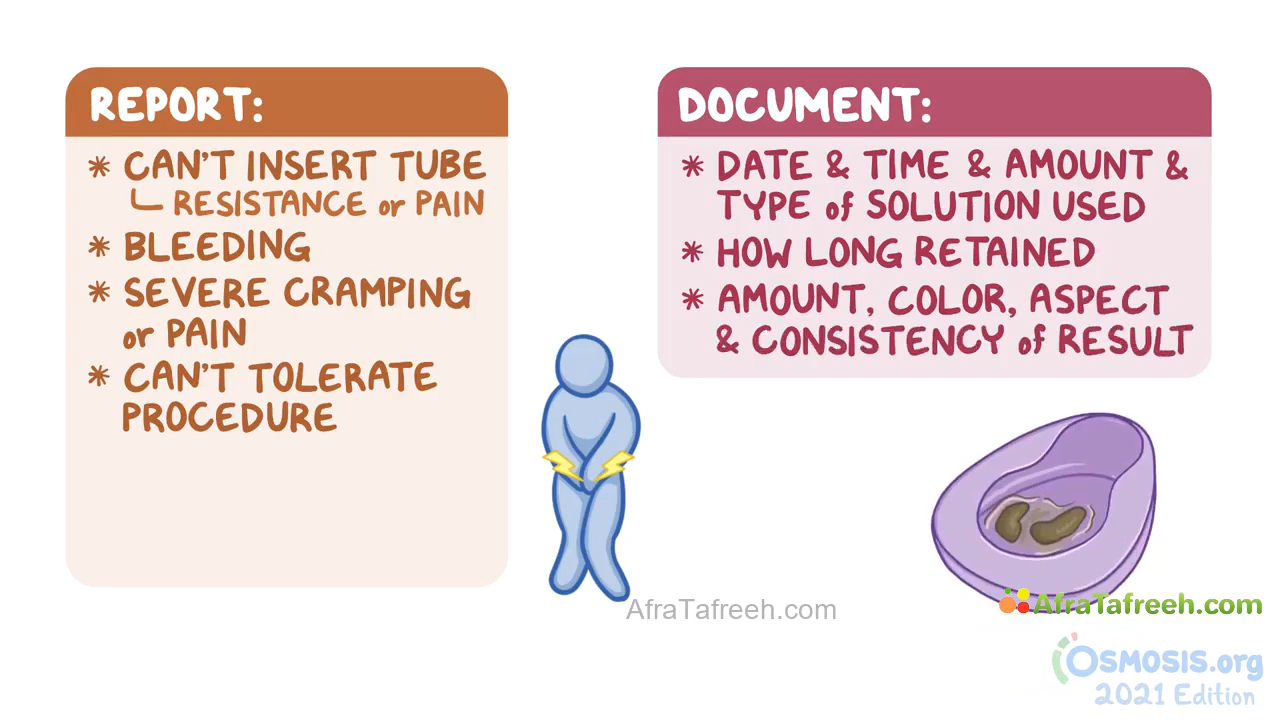 REPORT:
* CAN'T INSERT TUBE
RESISTANCE or PAIN
* BLEEDING
* SEVERE CRAMPING
or PAIN
* CAN'T TOLERATE
PROCEDURE
DOCUMENT:
* DATE & TIME & AMOUNT &
TYPE of SOLUTION USED
* HOW LONG RETAINED
* AMOUNT, COLOR, ASPECT
& CONSISTENCY of RESULT
AfraTafreeh.com
AfraTafreeh.com
OSMOSIS.org
2021 Edition